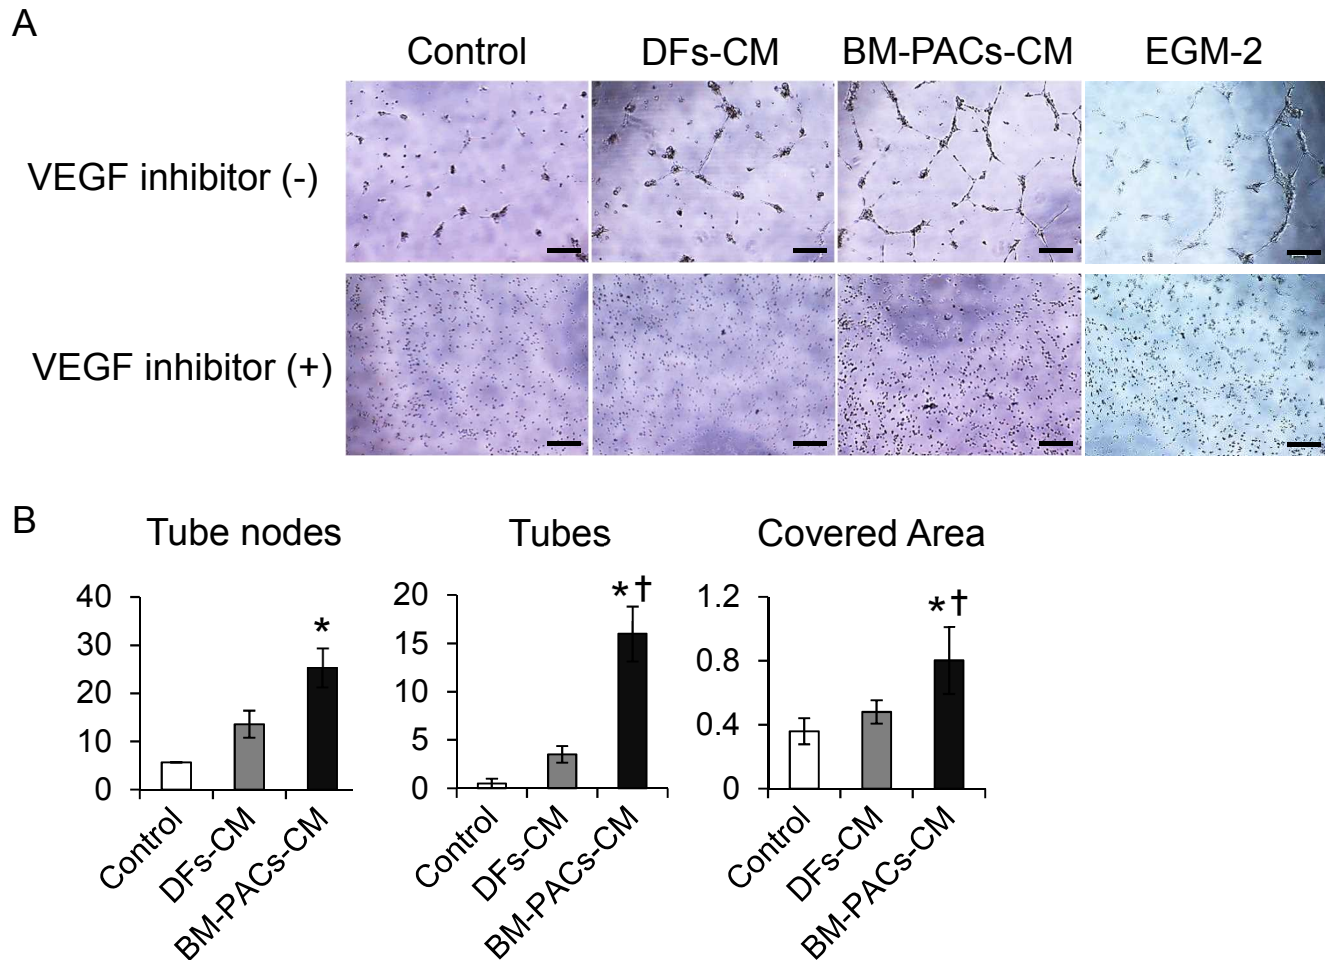 A
Control DFs-CM BM-PACs-CM EGM-2
VEGF inhibitor (-)
VEGF inhibitor (+)
B
Tube nodes Tubes Covered Area
40
30
20
10
0
*
Control
DFs-CM
BM-PACs-CM
20
15
10
5
0
*†
Control
DFs-CM
BM-PACs-CM
1.2
0.8
0.4
0
*†
Control
DFs-CM
BM-PACs-CM